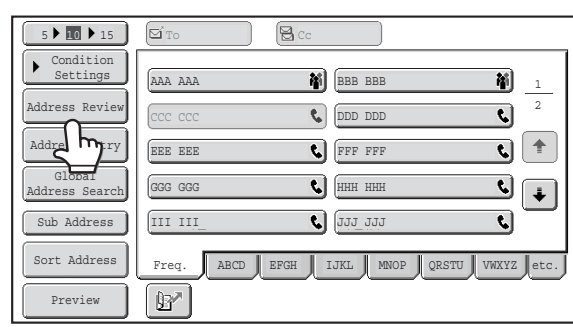 5 10 15
To
Cc
Condition
Settings
Address Review
Global
Address Search
Sub Address
Sort Address
Preview
AAA AAA
BBB BBB
CCC CCC
DDD DDD
EEE EEE
FFF FFF
GGG GGG
HHH HHH
III III
JJJ JJJ
1
2
Freq.
ABCD
EFGH
IJKL
MNOP
QRSTU
VWXYZ
etc.